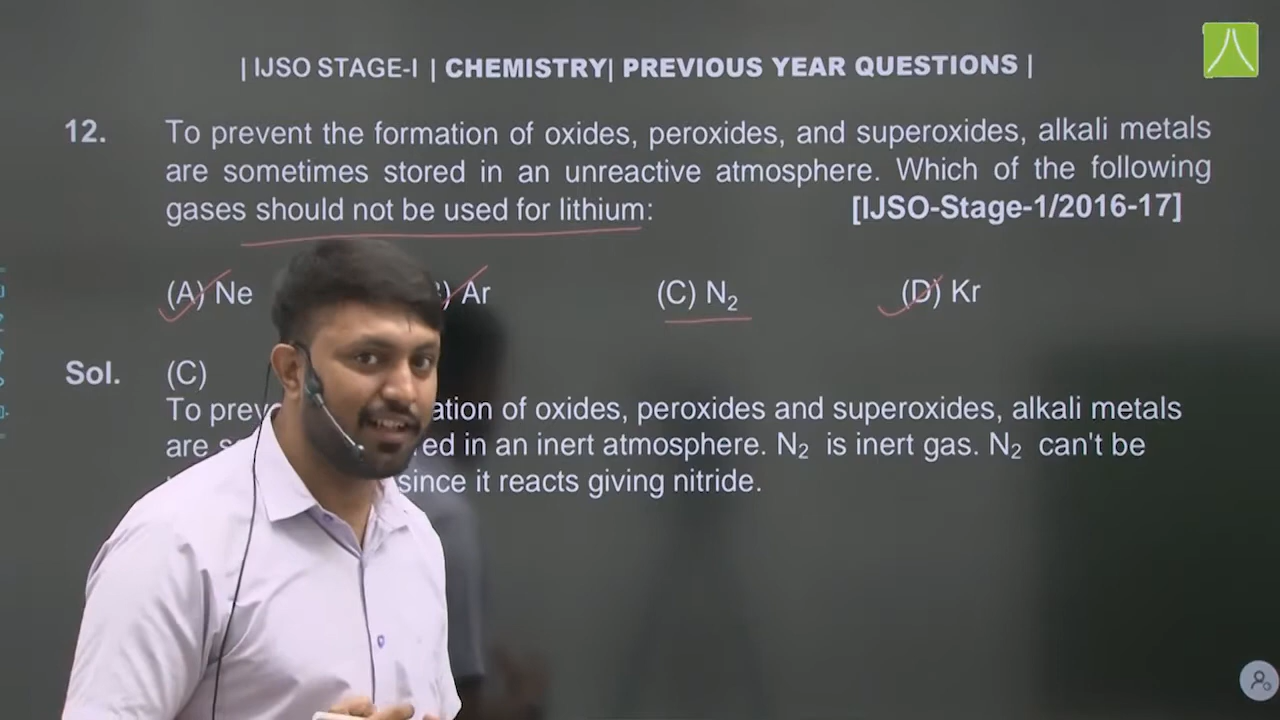 | IJSO STAGE-I | CHEMISTRY| PREVIOUS YEAR QUESTIONS |
12. To prevent the formation of oxides, peroxides, and superoxides, alkali metals
are sometimes stored in an unreactive atmosphere. Which of the following
gases should not be used for lithium: [IJSO-Stage-1/2016-17]
(A) Ne ) Ar (C) N₂ (D) Kr
Sol. (C)
To prev ation of oxides, peroxides and superoxides, alkali metals
are s ed in an inert atmosphere. N₂ is inert gas. N₂ can't be
since it reacts giving nitride.